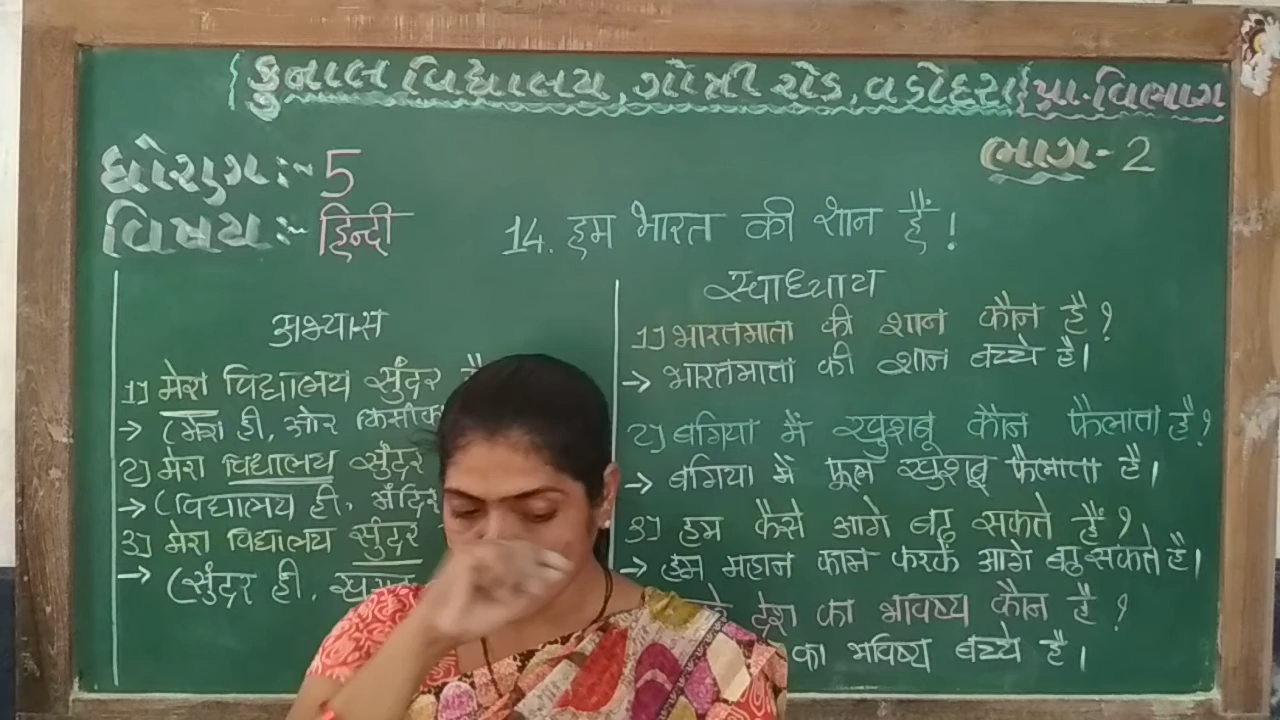 {કુનાલ વિદ્યાલય, ગોત્રી રોડ, વડોદરા{પ્રા.વિભાગ
ભાગ-2
ધોરણ:- 5
વિષય:- हिन्दी
14. हम भारत की शान हैं!
अभ्यास
1) मेरा विद्यालय सुंदर
→ (मेरा ही, और किसीका
2) मेरा विद्यालय सुंदर
→ (विद्यालय ही, मंदिर
3) मेरा विद्यालय सुंदर
→ (सुंदर ही,
स्वाध्याय
1) भारतमाता की शान कौन है?
→ भारतमाता की शान बच्चे है।
2) बगिया में खुशबू कौन फैलाता है?
→ बगिया में फूल खुशबू फैलाता है।
3) हम कैसे आगे बढ़ सकते हैं?
→ हम महान काम करके आगे बढ़ सकते है।
देश का भविष्य कौन है?
का भविष्य बच्चे है।